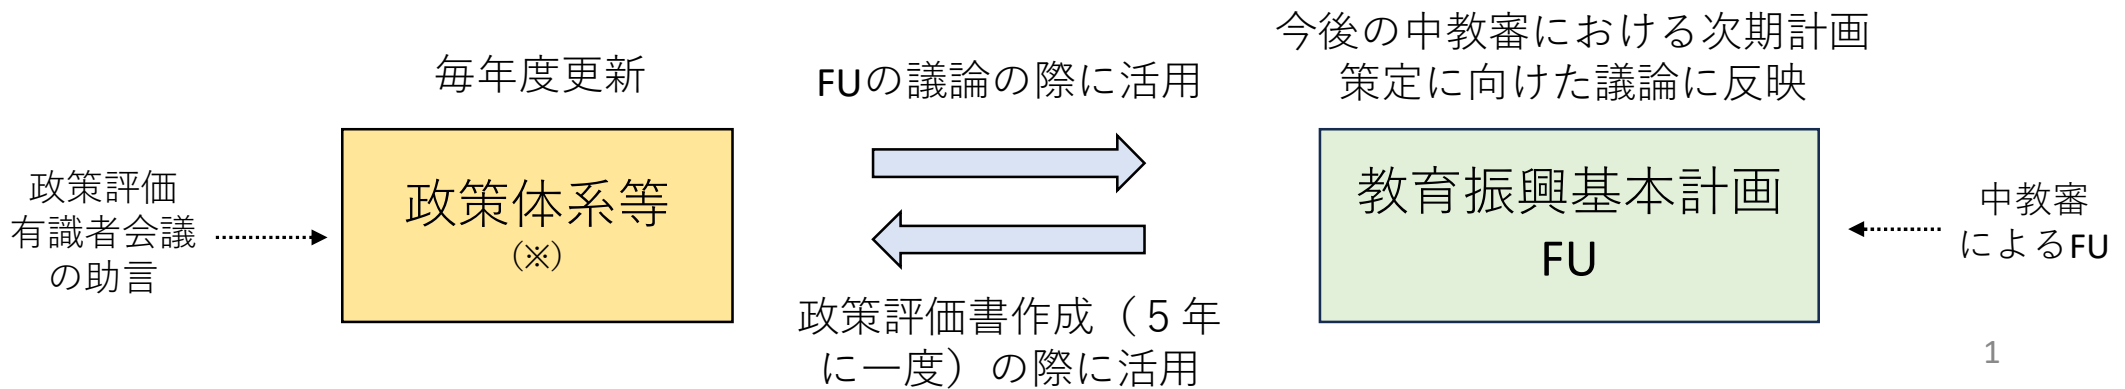 毎年度更新
FUの議論の際に活用
今後の中教審における次期計画
策定に向けた議論に反映
政策評価
有識者会議
の助言
政策体系等
(※)
教育振興基本計画
FU
中教審
によるFU
政策評価書作成（５年
に一度）の際に活用
1